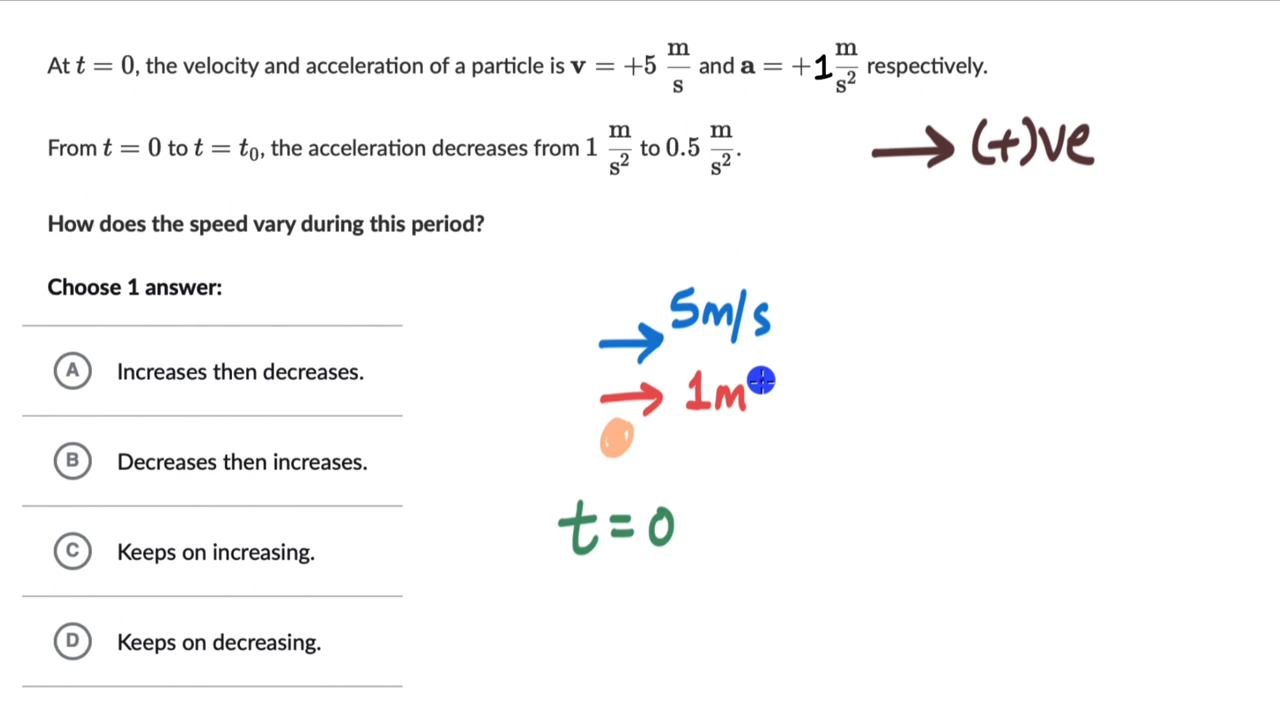 At t = 0, the velocity and acceleration of a particle is v = +5 m/s and a = +1 m/s² respectively.
From t = 0 to t = t₀, the acceleration decreases from 1 m/s² to 0.5 m/s².
→ (+)ve
How does the speed vary during this period?
Choose 1 answer:
→ 5m/s
A Increases then decreases.
→ 1m
B Decreases then increases.
t = 0
C Keeps on increasing.
D Keeps on decreasing.